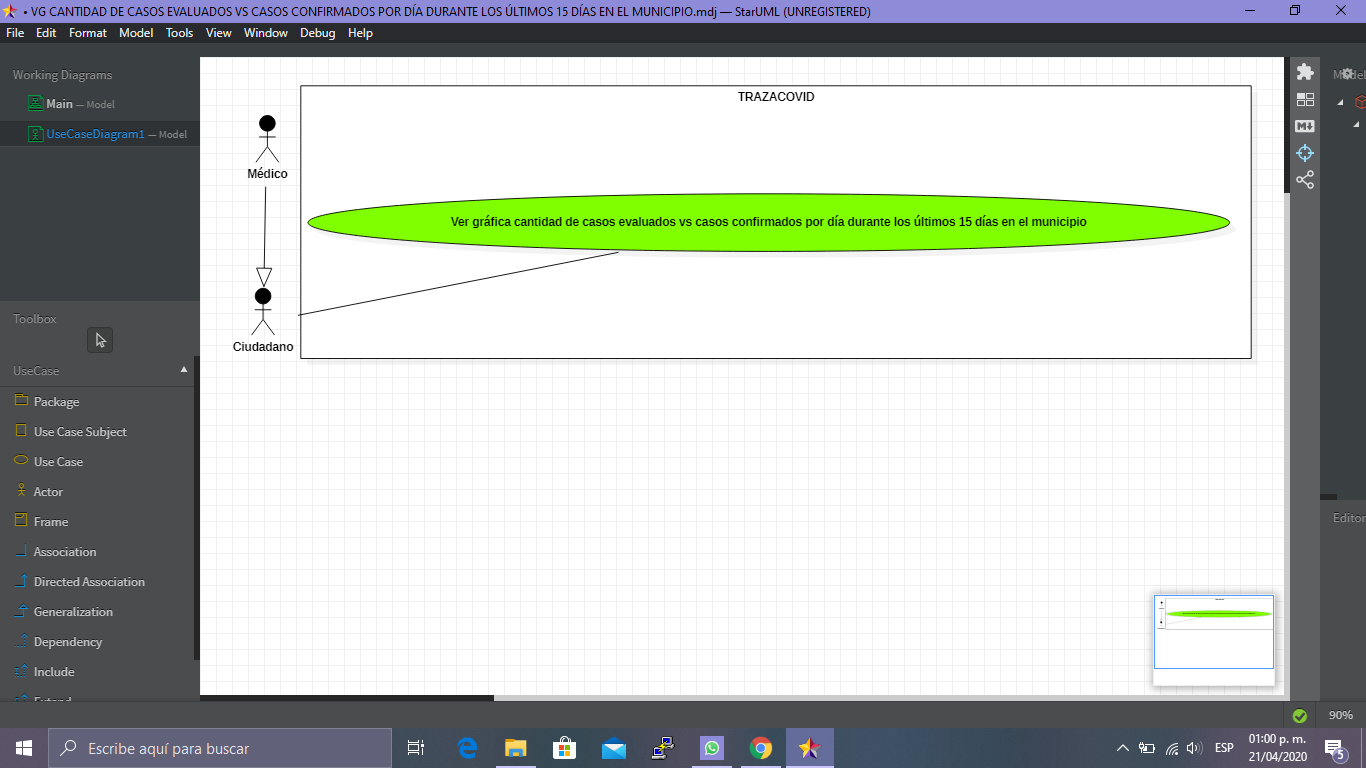 • VG CANTIDAD DE CASOS EVALUADOS VS CASOS CONFIRMADOS POR DÍA DURANTE LOS ÚLTIMOS 15 DÍAS EN EL MUNICIPIO.mdj — StarUML (UNREGISTERED)
File Edit Format Model Tools View Window Debug Help
Working Diagrams
Main — Model
UseCaseDiagram1 — Model
TRAZACOVID
Médico
Ver gráfica cantidad de casos evaluados vs casos confirmados por día durante los últimos 15 días en el municipio
Ciudadano
Toolbox
UseCase
Package
Use Case Subject
Use Case
Actor
Frame
Association
Directed Association
Generalization
Dependency
Include
Extend
Model
Editor
90%
Escribe aquí para buscar
ESP
01:00 p. m.
21/04/2020
5